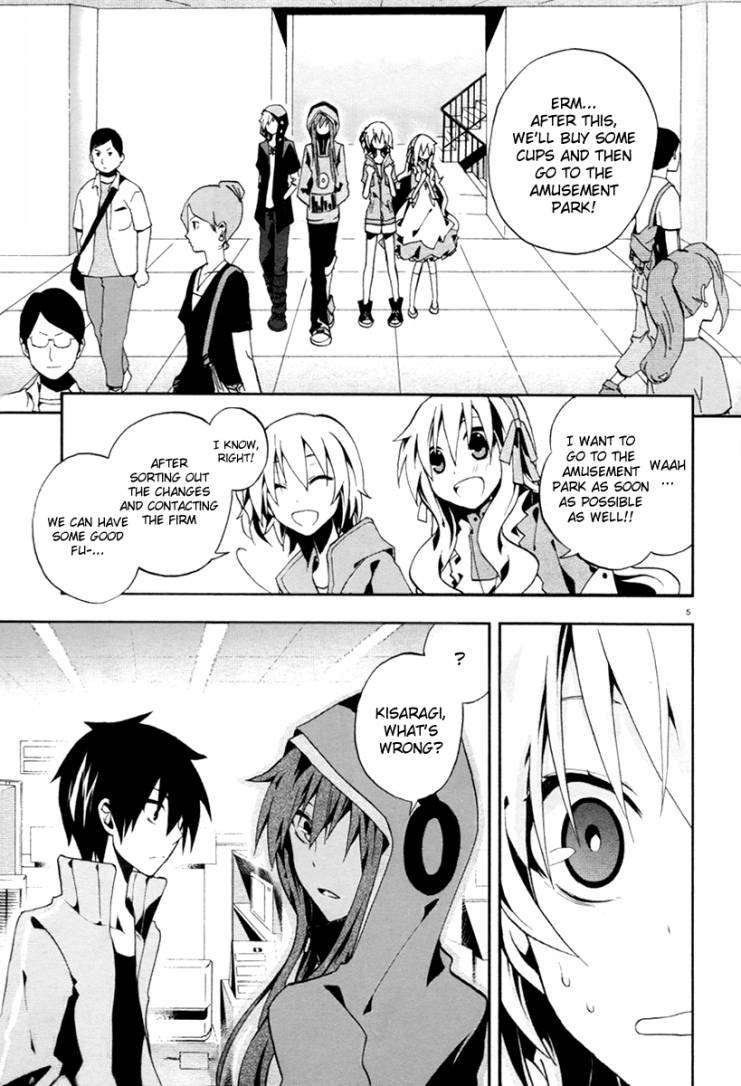 ERM...
AFTER THIS,
WE'LL BUY SOME
CUPS AND THEN
GO TO THE
AMUSEMENT
PARK!
WAAH
...
I WANT TO
GO TO THE
AMUSEMENT
PARK AS SOON
AS POSSIBLE
AS WELL!!
I KNOW,
RIGHT!
AFTER
SORTING OUT
THE CHANGES
AND CONTACTING
THE FIRM
WE CAN HAVE
SOME GOOD
FU-...
5
?
KISARAGI,
WHAT'S
WRONG?